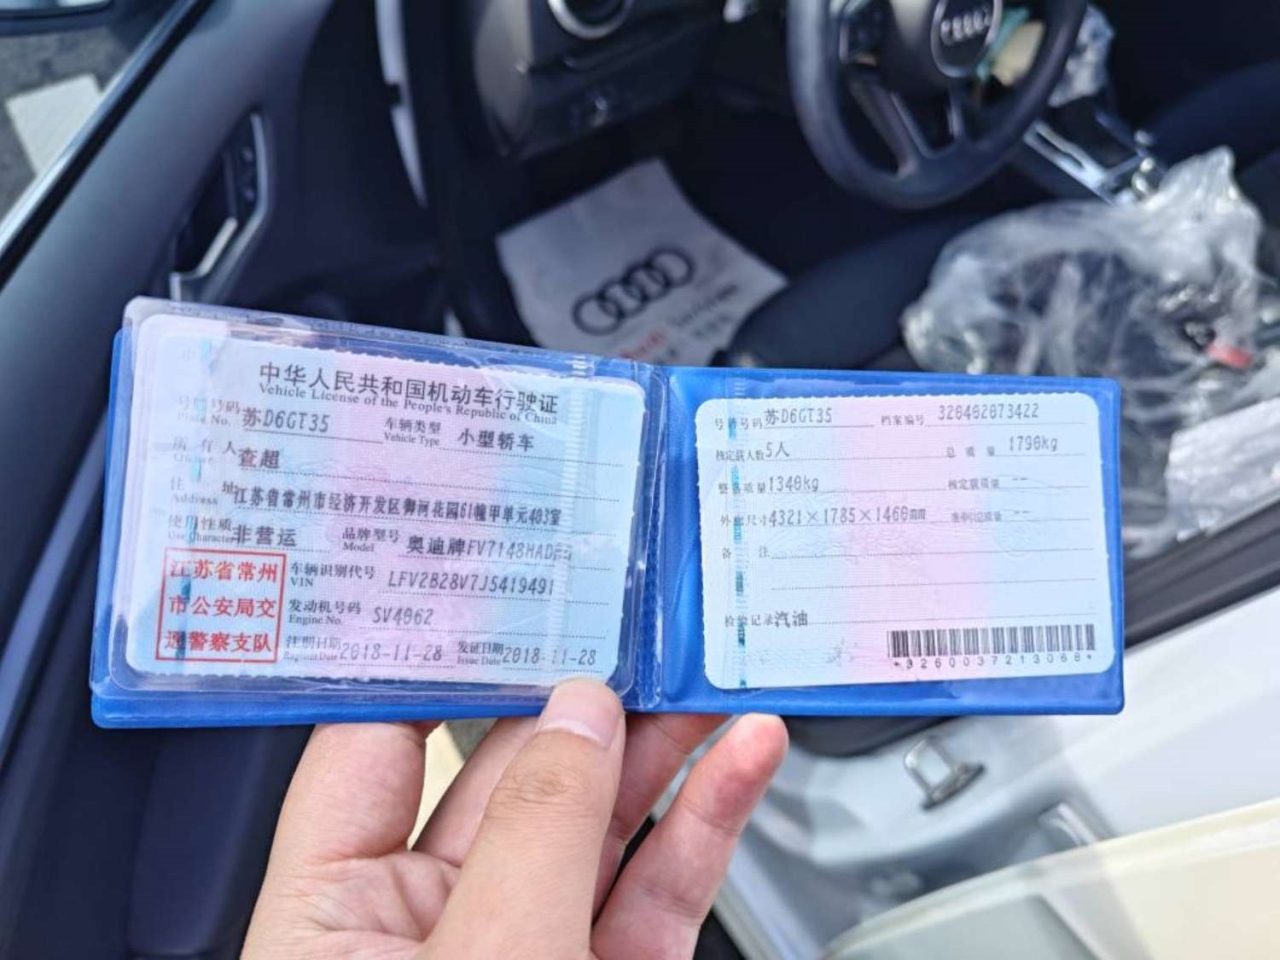 中华人民共和国机动车行驶证
Vehicle License of the People's Republic of China
号牌号码 苏D6GT35 车辆类型 小型轿车
Plate No. Vehicle Type
所有人 查超
Owner
住址 江苏省常州市经济开发区御河花园61幢甲单元403室
Address
使用性质 非营运 品牌型号 奥迪牌FV7148HADEG
Use Character Model
车辆识别代号 LFV2B28V7J5419491
VIN
发动机号码 SV4062
Engine No.
注册日期 2018-11-28 发证日期 2018-11-28
Register Date Issue Date
江苏省常州
市公安局交
通警察支队
号牌号码 苏D6GT35 档案编号 320402073422
核定载人数 5人 总质量 1790kg
整备质量 1340kg 核定载质量 --
外廓尺寸 4321×1785×1460mm --
备注
检验记录 汽油
*3260037213068*
Audi